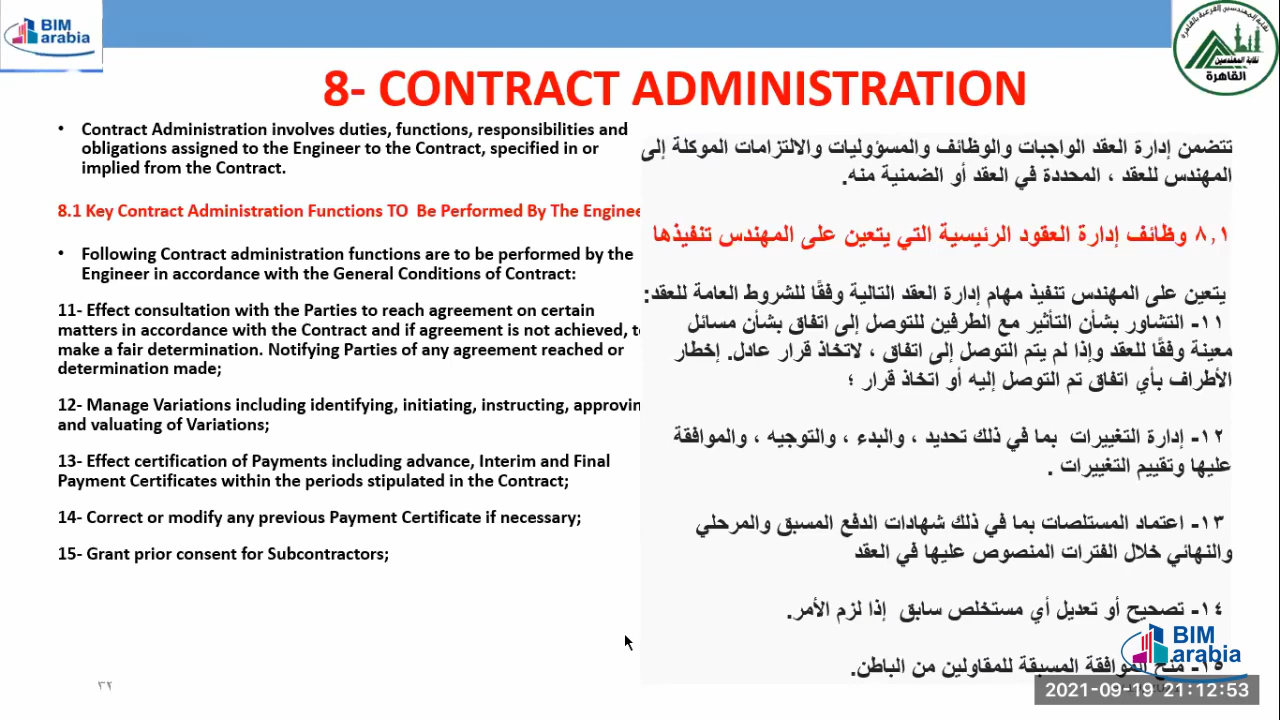 BIM
arabia
نقابة المهندسين
القاهرة
8- CONTRACT ADMINISTRATION
• Contract Administration involves duties, functions, responsibilities and
obligations assigned to the Engineer to the Contract, specified in or
implied from the Contract.
8.1 Key Contract Administration Functions TO Be Performed By The Enginee
• Following Contract administration functions are to be performed by the
Engineer in accordance with the General Conditions of Contract:
11- Effect consultation with the Parties to reach agreement on certain
matters in accordance with the Contract and if agreement is not achieved, t
make a fair determination. Notifying Parties of any agreement reached or
determination made;
12- Manage Variations including identifying, initiating, instructing, approvin
and valuating of Variations;
13- Effect certification of Payments including advance, Interim and Final
Payment Certificates within the periods stipulated in the Contract;
14- Correct or modify any previous Payment Certificate if necessary;
15- Grant prior consent for Subcontractors;
تتضمن إدارة العقد الواجبات والوظائف والمسؤوليات والالتزامات الموكلة إلى
المهندس للعقد ، المحددة في العقد أو الضمنية منه.
٨,١ وظائف إدارة العقود الرئيسية التي يتعين على المهندس تنفيذها
يتعين على المهندس تنفيذ مهام إدارة العقد التالية وفقًا للشروط العامة للعقد:
١١- التشاور بشأن التأثير مع الطرفين للتوصل إلى اتفاق بشأن مسائل
معينة وفقًا للعقد وإذا لم يتم التوصل إلى اتفاق ، لاتخاذ قرار عادل. إخطار
الأطراف بأي اتفاق تم التوصل إليه أو اتخاذ قرار ؛
١٢- إدارة التغييرات بما في ذلك تحديد ، والبدء ، والتوجيه ، والموافقة
عليها وتقييم التغييرات .
١٣- اعتماد المستلصات بما في ذلك شهادات الدفع المسبق والمرحلي
والنهائي خلال الفترات المنصوص عليها في العقد
١٤- تصحيح أو تعديل أي مستخلص سابق إذا لزم الأمر.
١٥- منح الموافقة المسبقة للمقاولين من الباطن.
BIM
arabia
٣٢
2021-09-19 21:12:53